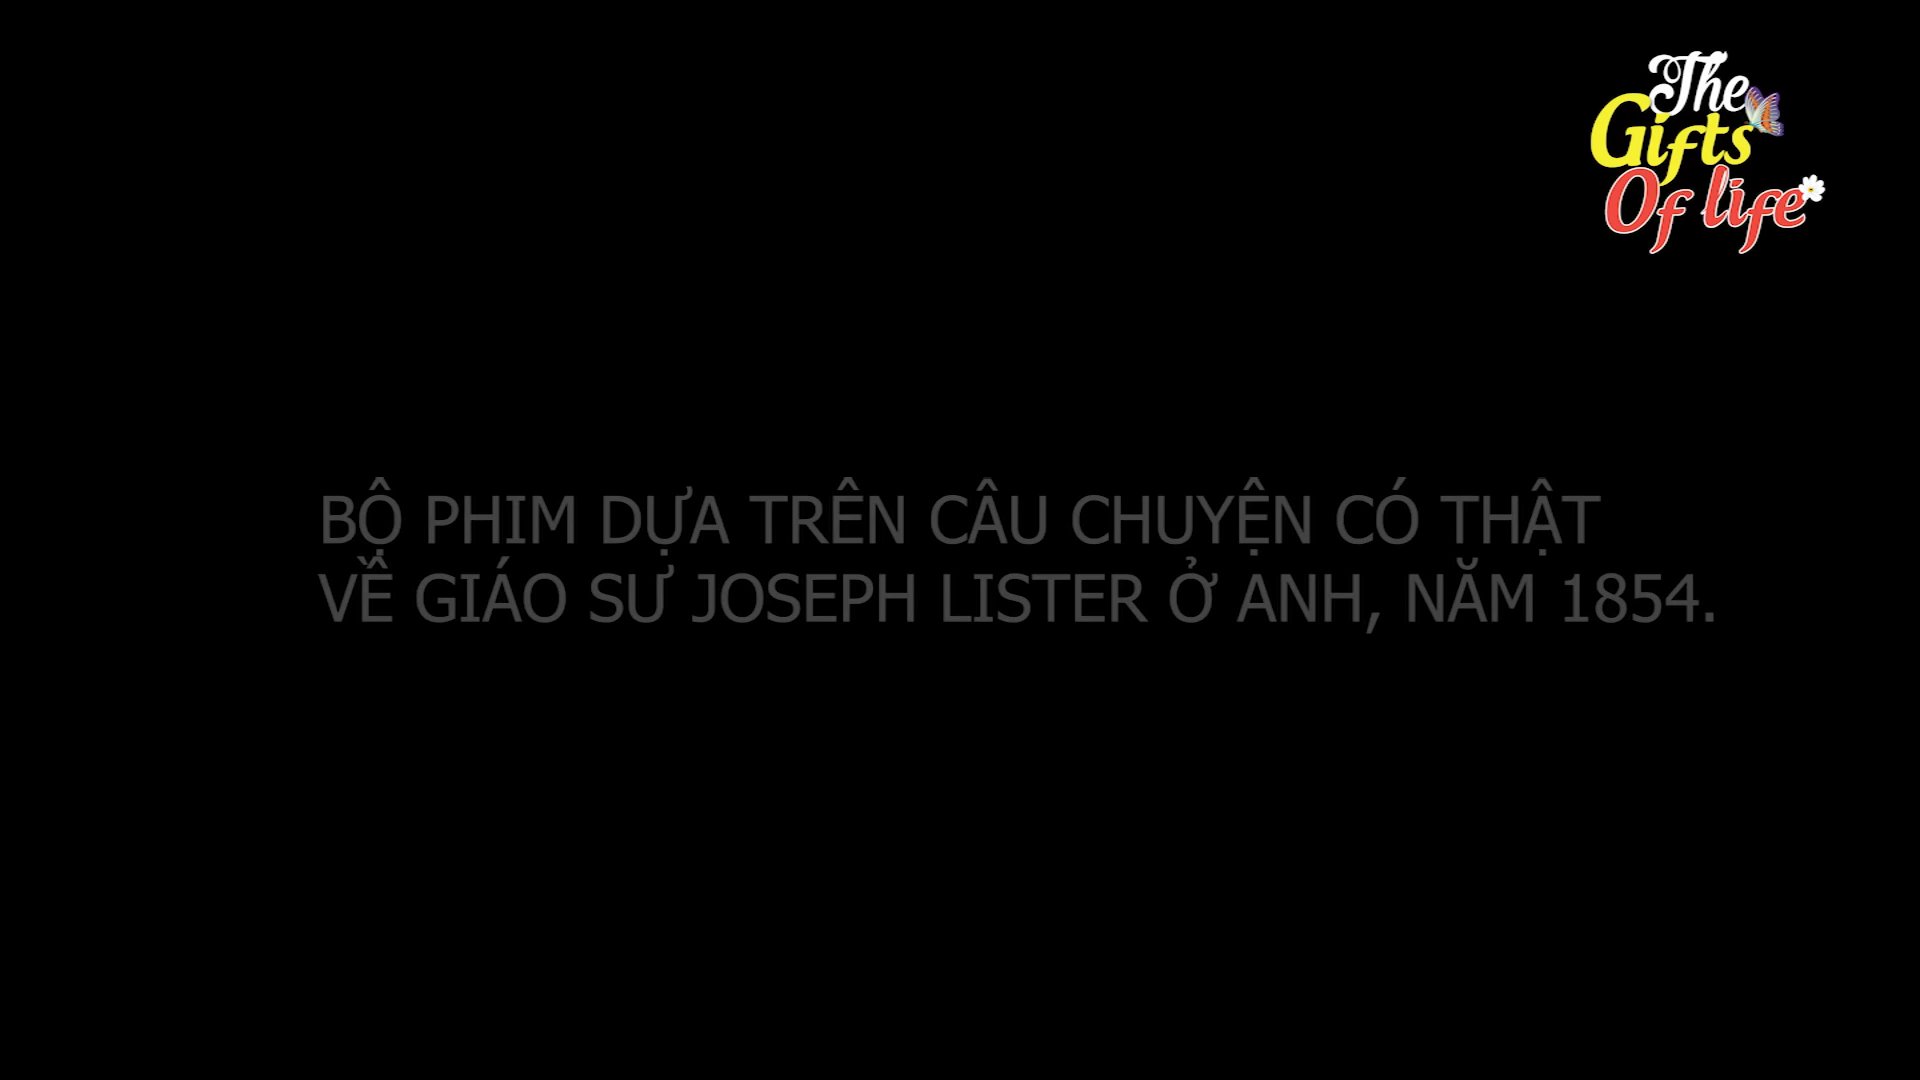 The
Gifts
Of life
BỘ PHIM DỰA TRÊN CÂU CHUYỆN CÓ THẬT
VỀ GIÁO SƯ JOSEPH LISTER Ở ANH, NĂM 1854.